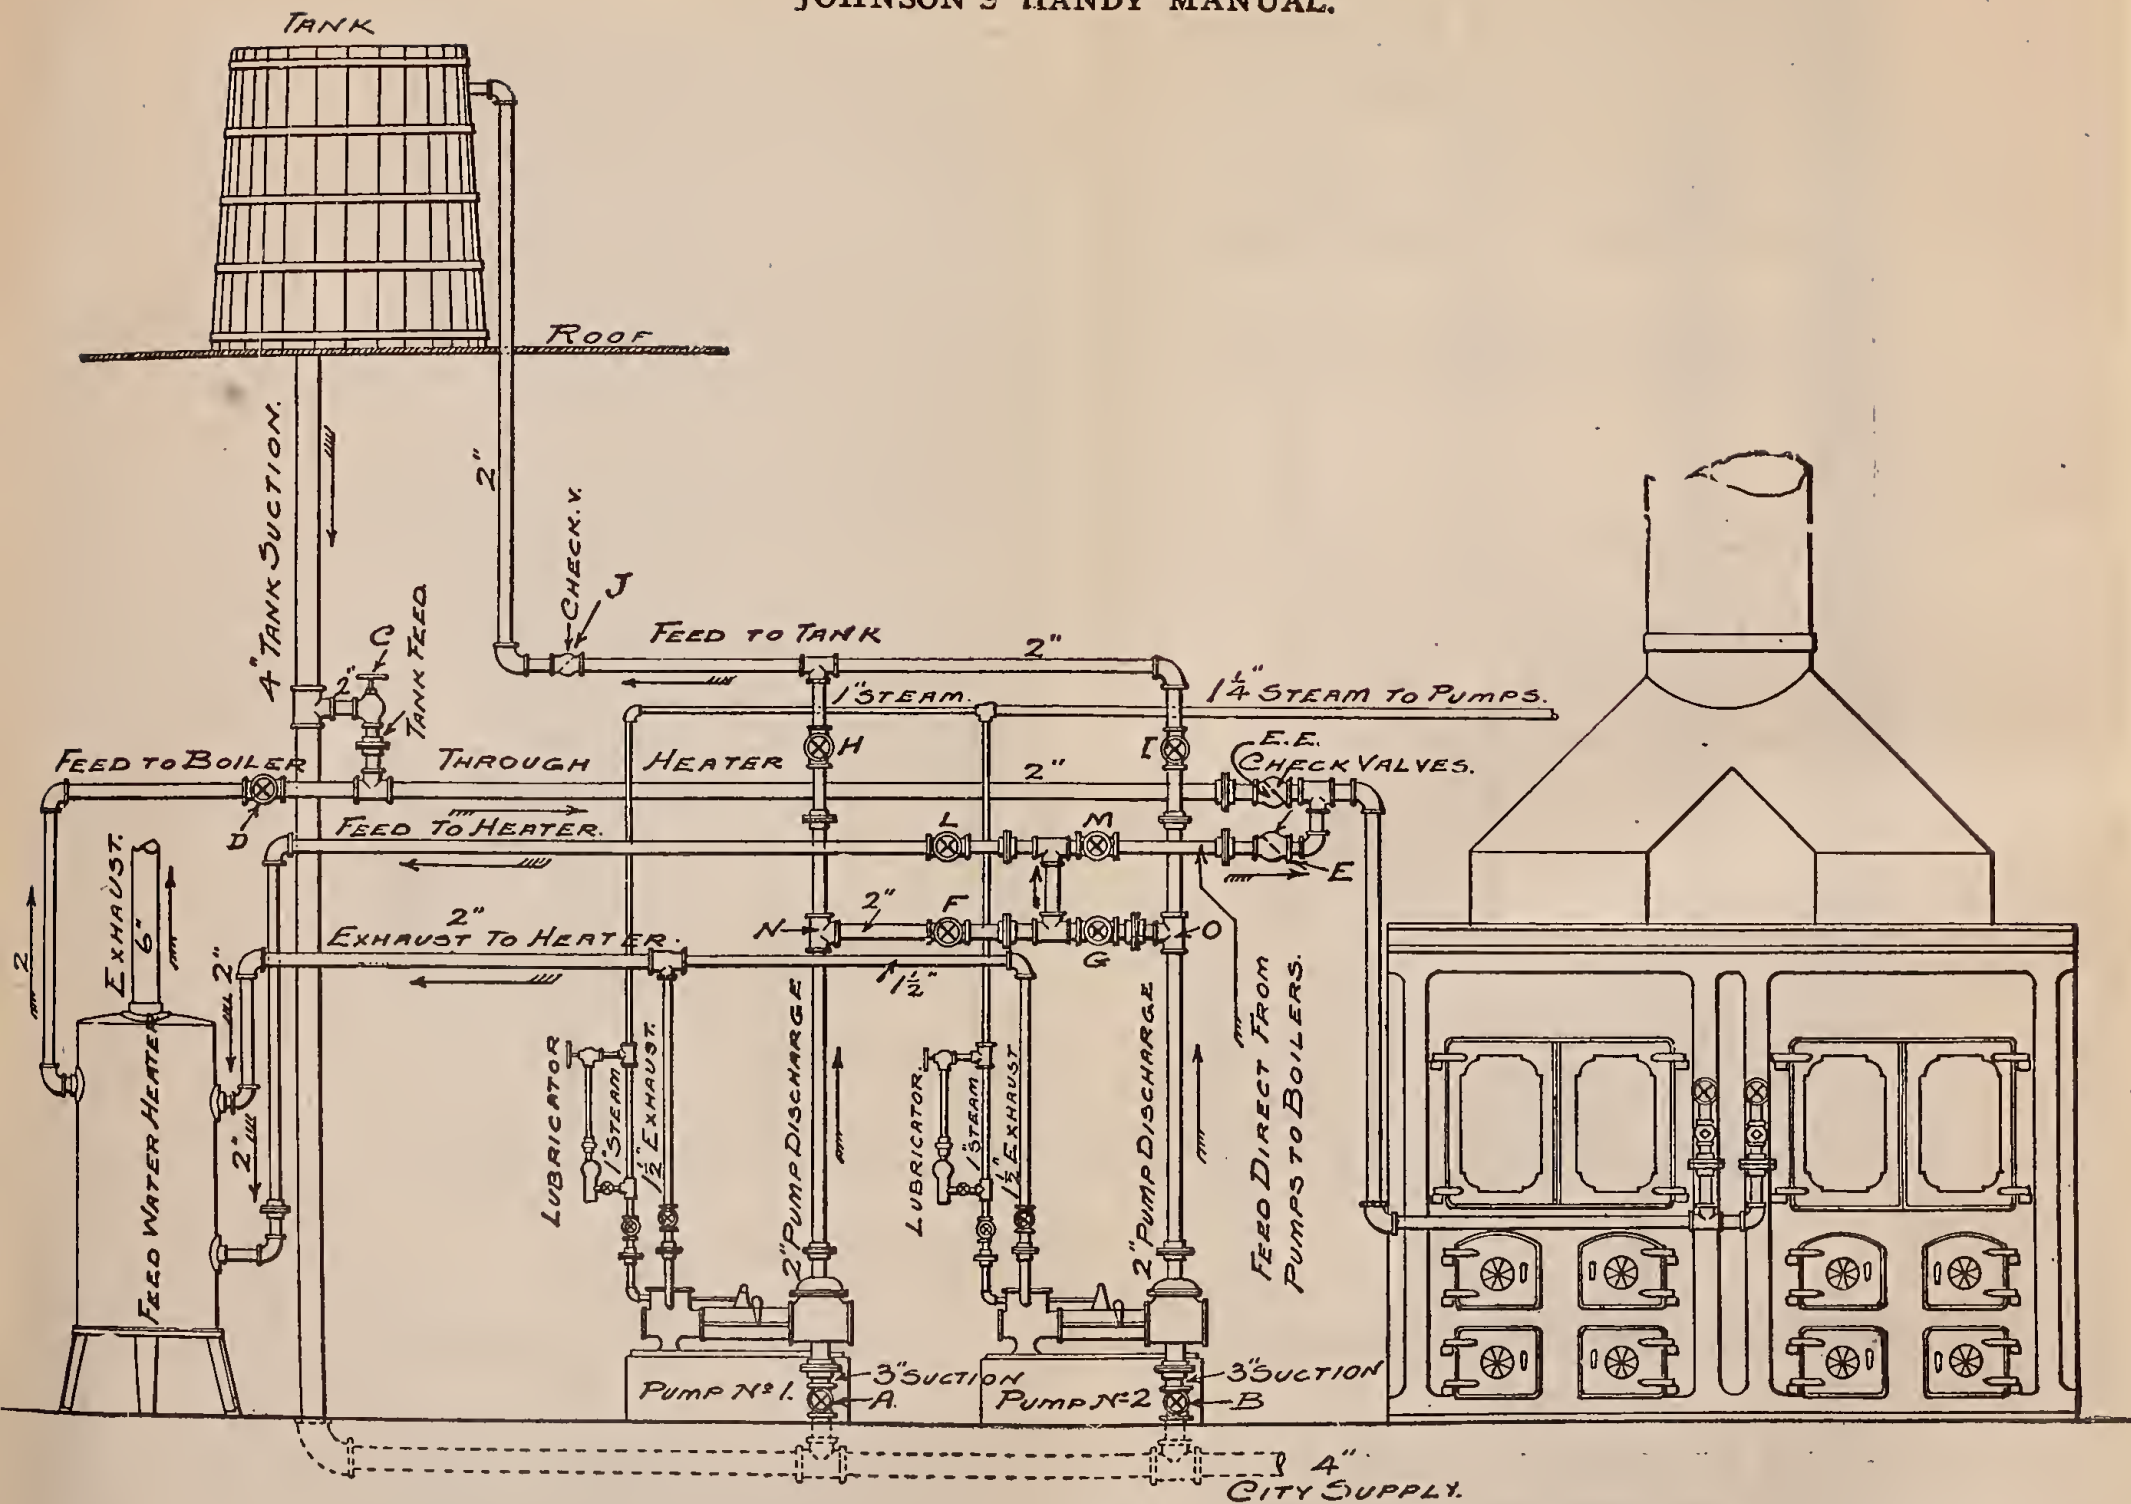 JOHNSON'S HANDY MANUAL.
TANK
ROOF
4" TANK SUCTION.
2"
CHECK. V.
J
C
2"
TANK FEED.
FEED TO TANK
2"
1" STEAM.
1¼" STEAM TO PUMPS.
H
I
E.E.
CHECK VALVES.
FEED TO BOILER THROUGH HEATER
2"
D
FEED TO HEATER.
L
M
E
EXHAUST.
6"
2
2"
2"
EXHAUST TO HEATER.
N
2"
F
O
G
1½"
2"
FEED WATER HEATER
LUBRICATOR
1" STEAM
1½" EXHAUST.
2" PUMP DISCHARGE
LUBRICATOR.
1" STEAM
1½" EXHAUST
2" PUMP DISCHARGE
FEED DIRECT FROM
PUMPS TO BOILERS.
PUMP Nº 1.
3" SUCTION
A.
PUMP Nº 2
3" SUCTION
B
4"
CITY SUPPLY.